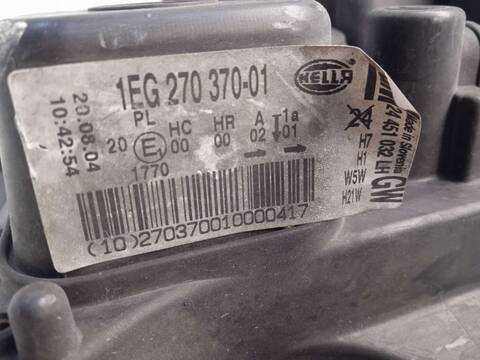 20.08.04
10:42:54
1EG 270 370-01
HELLA
PL HC HR A 1a
20 E 00 00 02 01
1770
(10)270370010000417
24
H7
H1
W5W
H21W
24 451 032 LH
GW
Made in Slovenia